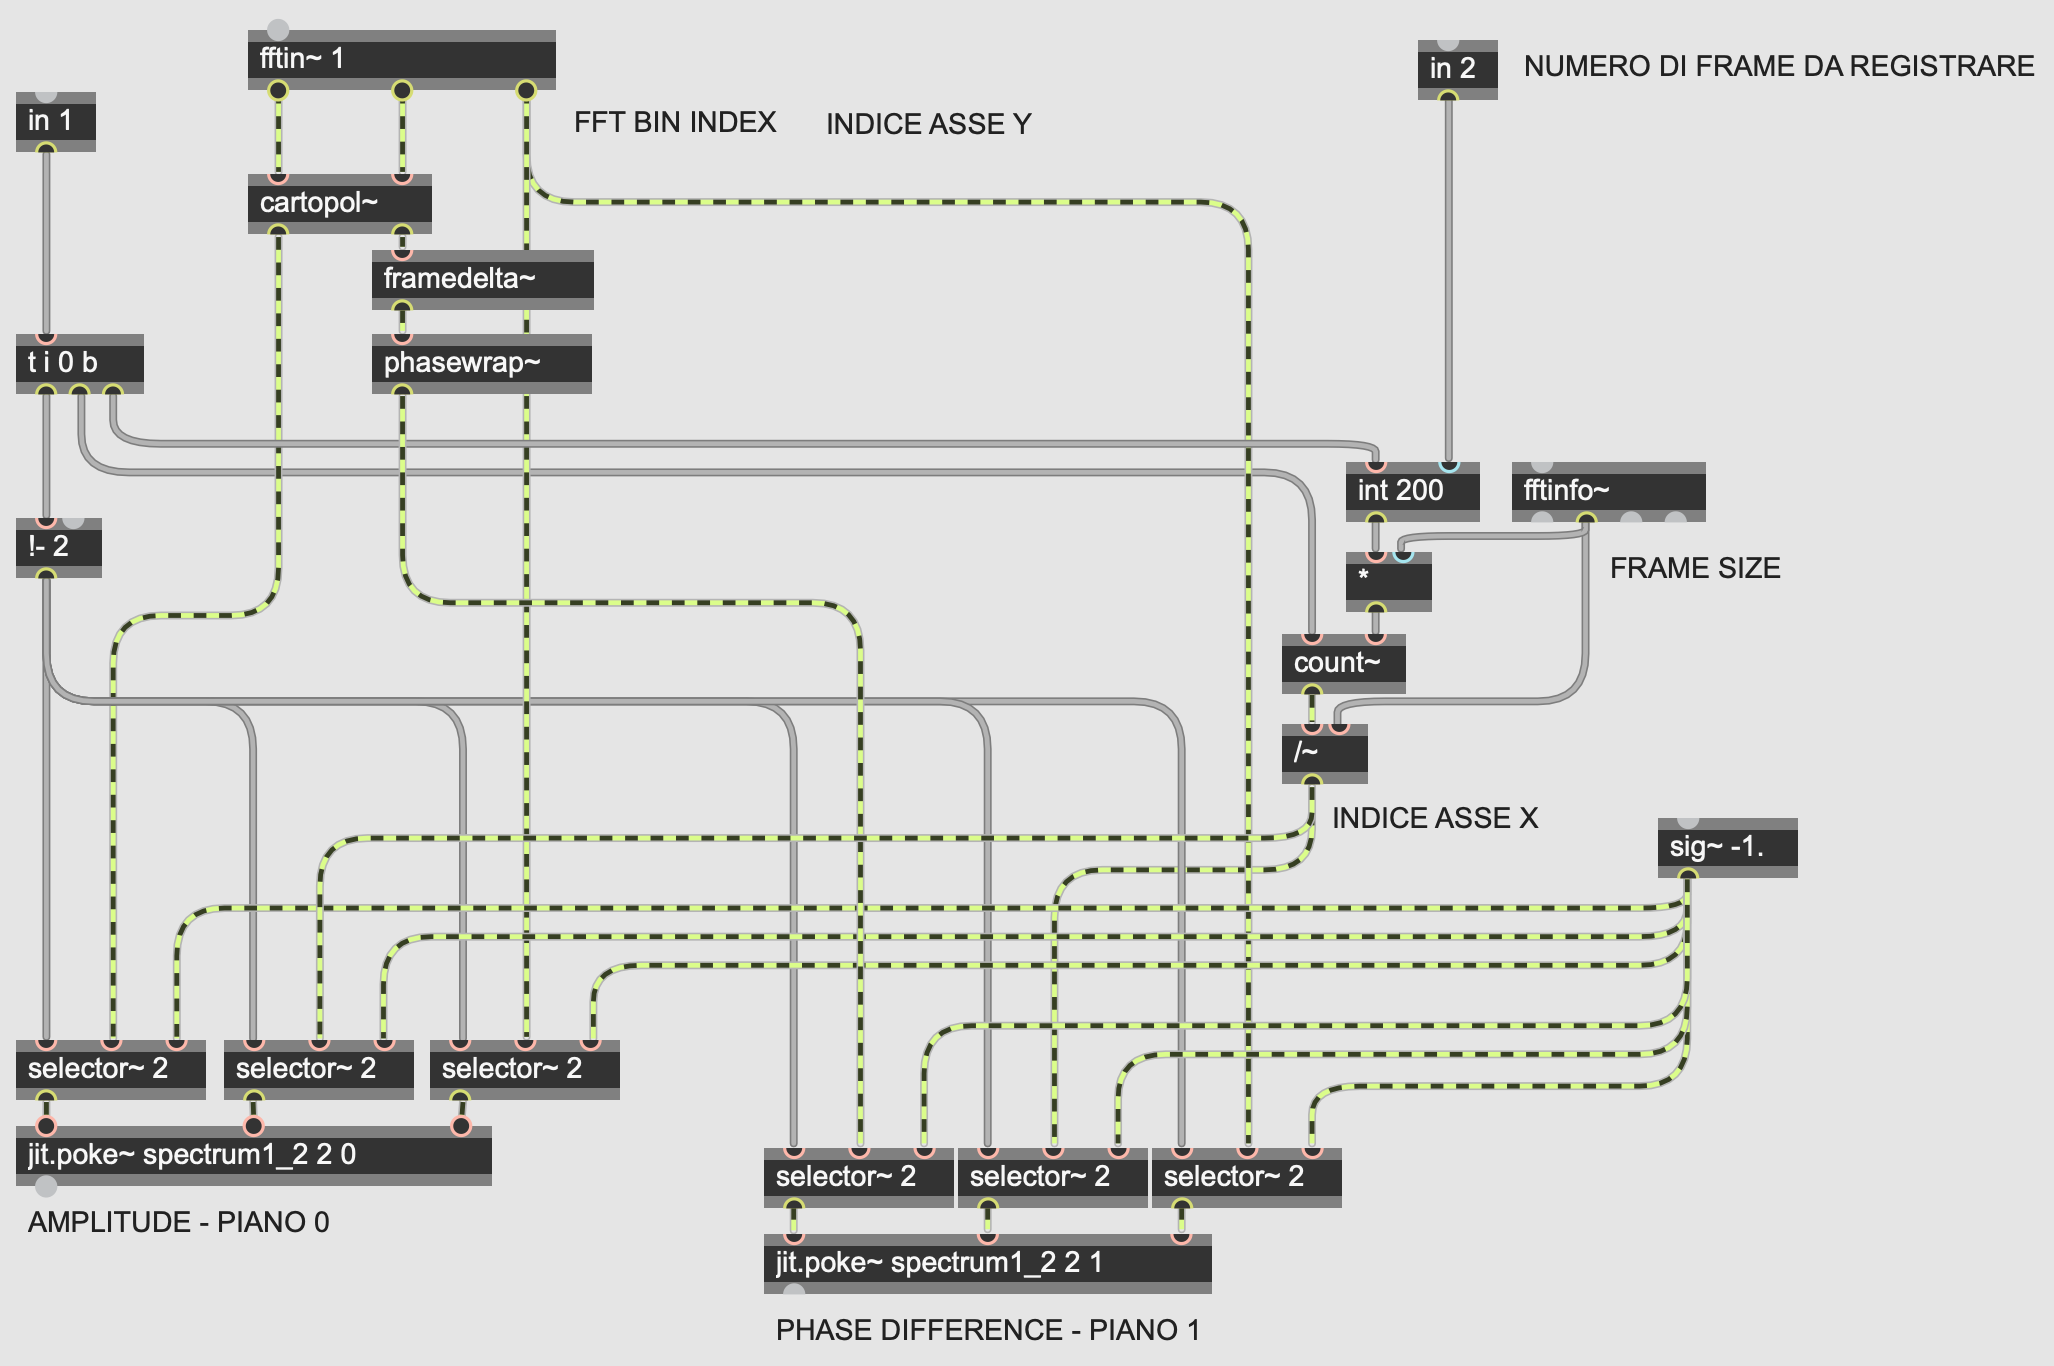 fftin~ 1
in 2
NUMERO DI FRAME DA REGISTRARE
in 1
FFT BIN INDEX
INDICE ASSE Y
cartopol~
framedelta~
t i 0 b
phasewrap~
int 200
fftinfo~
!- 2
*
FRAME SIZE
count~
/~
INDICE ASSE X
sig~ -1.
selector~ 2
selector~ 2
selector~ 2
jit.poke~ spectrum1_2 2 0
AMPLITUDE - PIANO 0
selector~ 2
selector~ 2
selector~ 2
jit.poke~ spectrum1_2 2 1
PHASE DIFFERENCE - PIANO 1